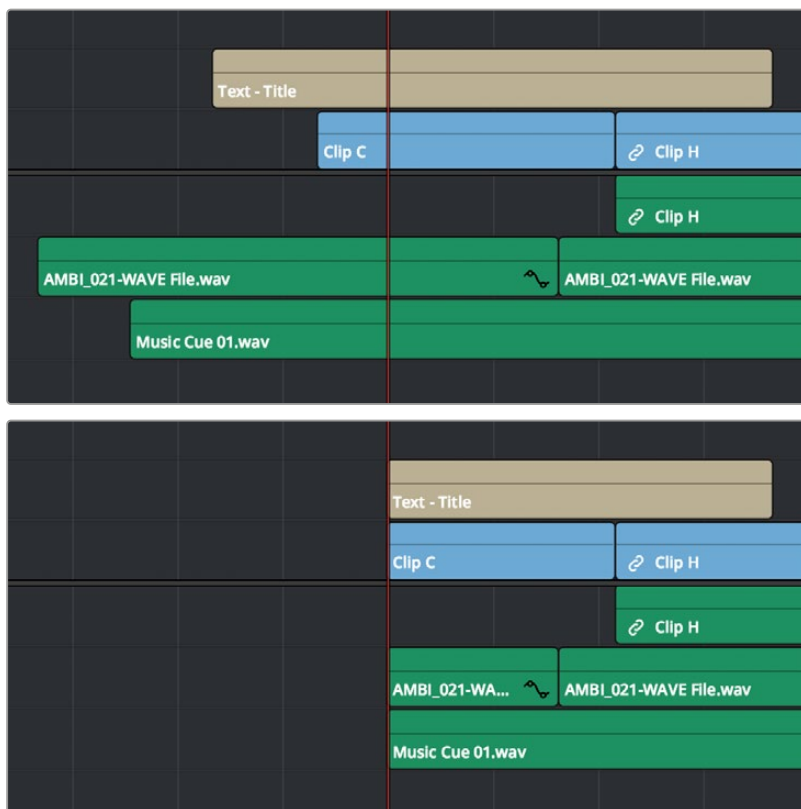 Text - Title
Clip C
Clip H
Clip H
AMBI_021-WAVE File.wav
AMBI_021-WAVE File.wav
Music Cue 01.wav
Text - Title
Clip C
Clip H
Clip H
AMBI_021-WA...
AMBI_021-WAVE File.wav
Music Cue 01.wav